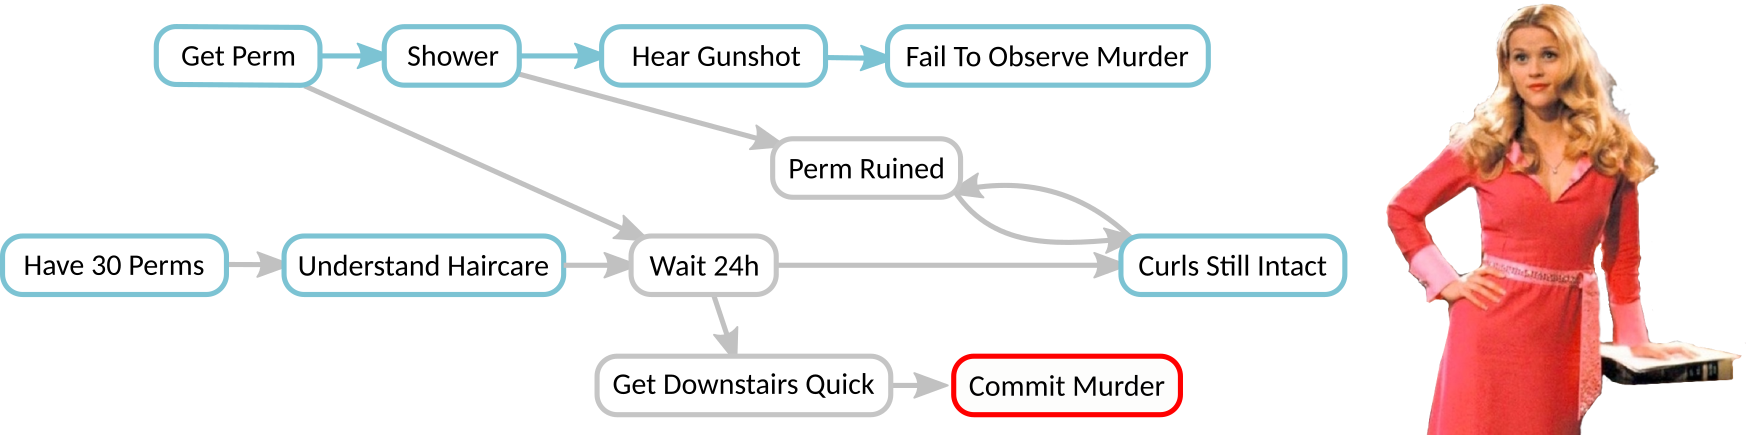 Get Perm
Shower
Hear Gunshot
Fail To Observe Murder
Perm Ruined
Have 30 Perms
Understand Haircare
Wait 24h
Curls Still Intact
Get Downstairs Quick
Commit Murder